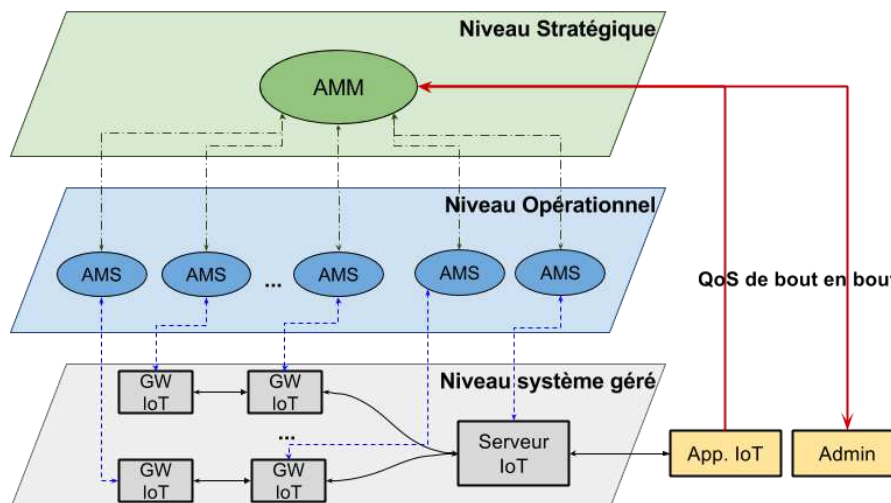 Niveau Stratégique
AMM
Niveau Opérationnel
AMS
AMS
...
AMS
AMS
AMS
QoS de bout en bout
Niveau système géré
GW
IoT
GW
IoT
...
Serveur
IoT
App. IoT
Admin
GW
IoT
GW
IoT